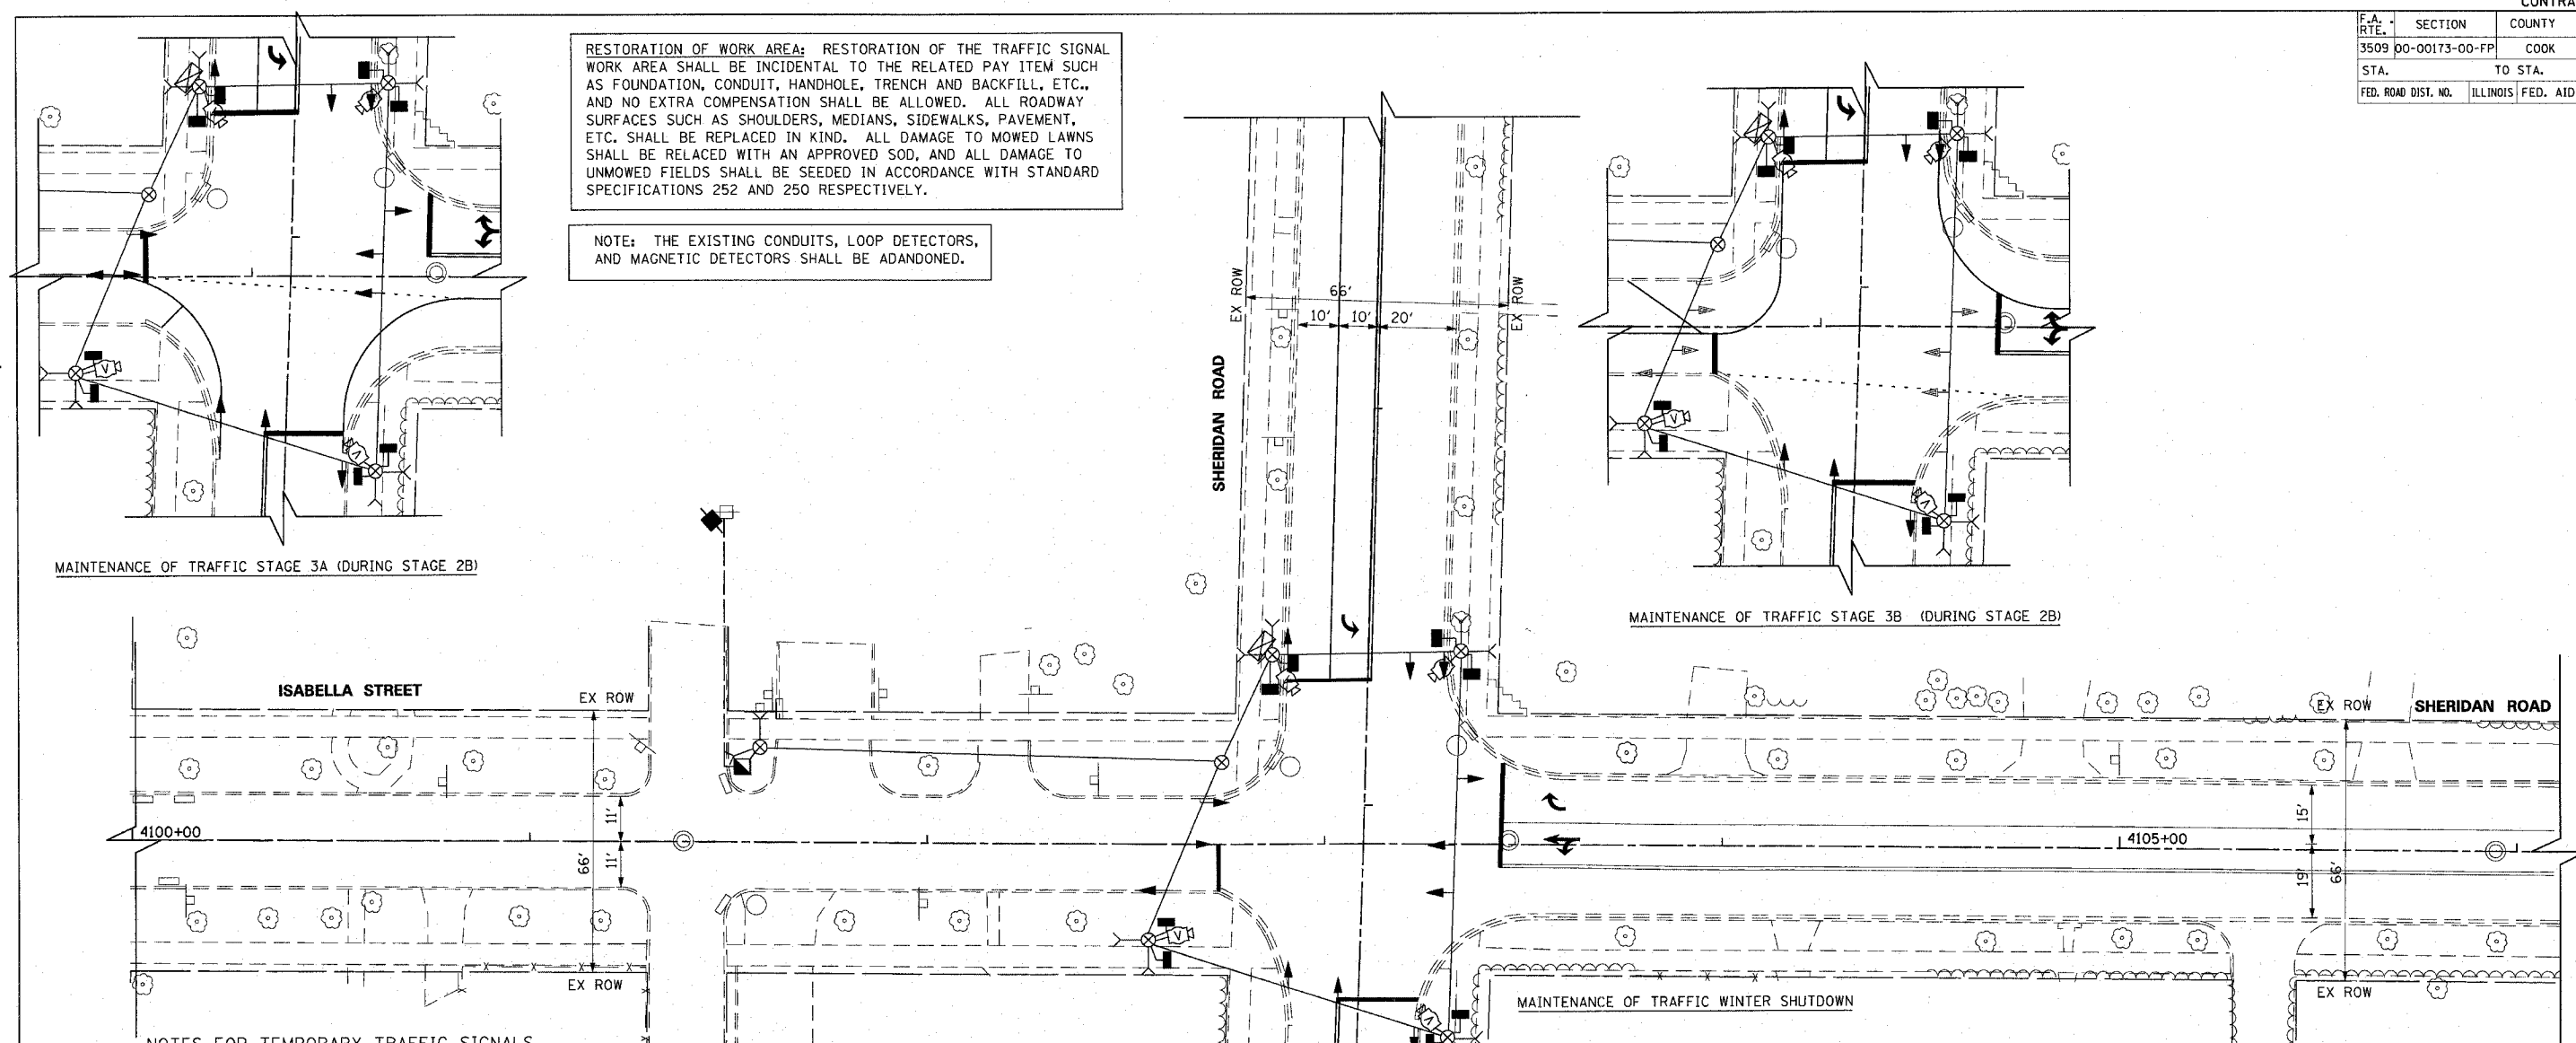 CONTRA
F.A. RTE. SECTION COUNTY
3509 00-00173-00-FP COOK
STA. TO STA.
FED. ROAD DIST. NO. ILLINOIS FED. AID
RESTORATION OF WORK AREA: RESTORATION OF THE TRAFFIC SIGNAL
WORK AREA SHALL BE INCIDENTAL TO THE RELATED PAY ITEM SUCH
AS FOUNDATION, CONDUIT, HANDHOLE, TRENCH AND BACKFILL, ETC.,
AND NO EXTRA COMPENSATION SHALL BE ALLOWED. ALL ROADWAY
SURFACES SUCH AS SHOULDERS, MEDIANS, SIDEWALKS, PAVEMENT,
ETC. SHALL BE REPLACED IN KIND. ALL DAMAGE TO MOWED LAWNS
SHALL BE RELACED WITH AN APPROVED SOD, AND ALL DAMAGE TO
UNMOWED FIELDS SHALL BE SEEDED IN ACCORDANCE WITH STANDARD
SPECIFICATIONS 252 AND 250 RESPECTIVELY.
NOTE: THE EXISTING CONDUITS, LOOP DETECTORS,
AND MAGNETIC DETECTORS SHALL BE ADANDONED.
EX ROW
66'
EX ROW
10' 10' 20'
SHERIDAN ROAD
V
V
V
V
MAINTENANCE OF TRAFFIC STAGE 3A (DURING STAGE 2B)
MAINTENANCE OF TRAFFIC STAGE 3B (DURING STAGE 2B)
ISABELLA STREET
EX ROW
EX ROW
SHERIDAN ROAD
4100+00
11'
11'
66'
4105+00
15'
19'
66'
V
V
EX ROW
EX ROW
MAINTENANCE OF TRAFFIC WINTER SHUTDOWN
NOTES FOR TEMPORARY TRAFFIC SIGNALS